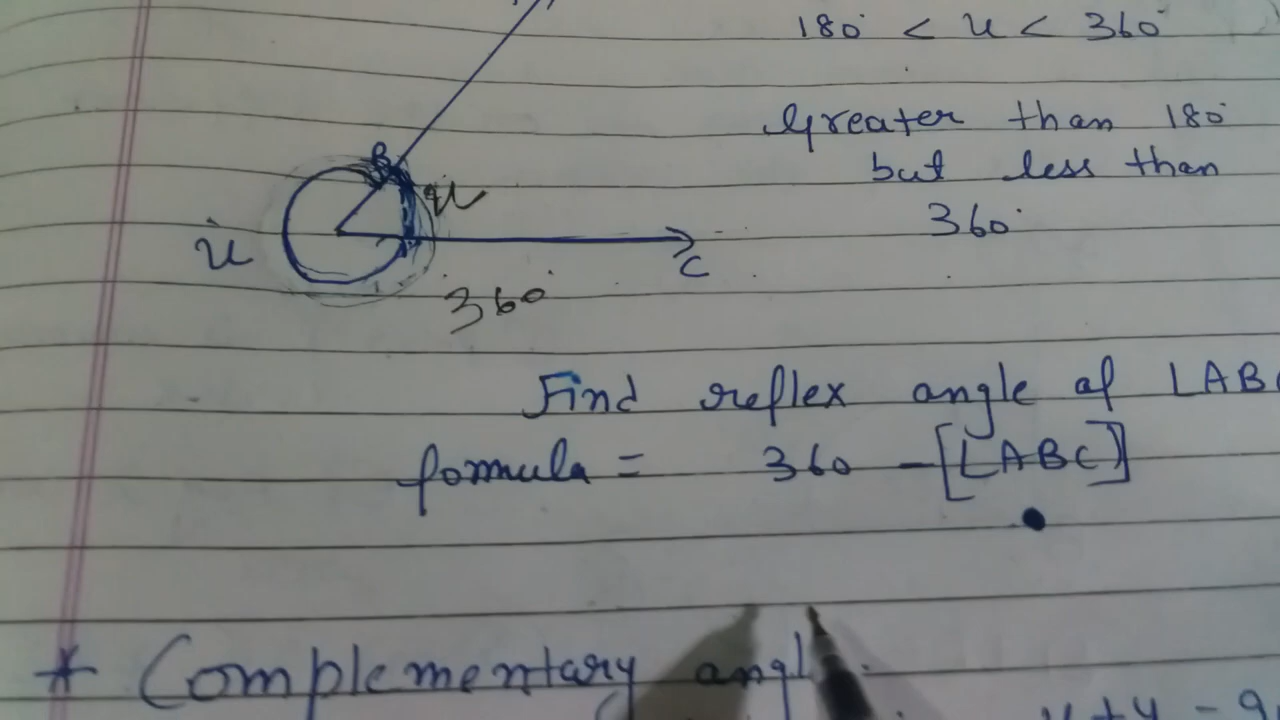 180° < x < 360°
Greater than 180°
but less than
360°
B
x
x
C
360°
Find reflex angle of ∠ABC
formula = 360 - [∠ABC]
* Complementary angl
x + y = 9